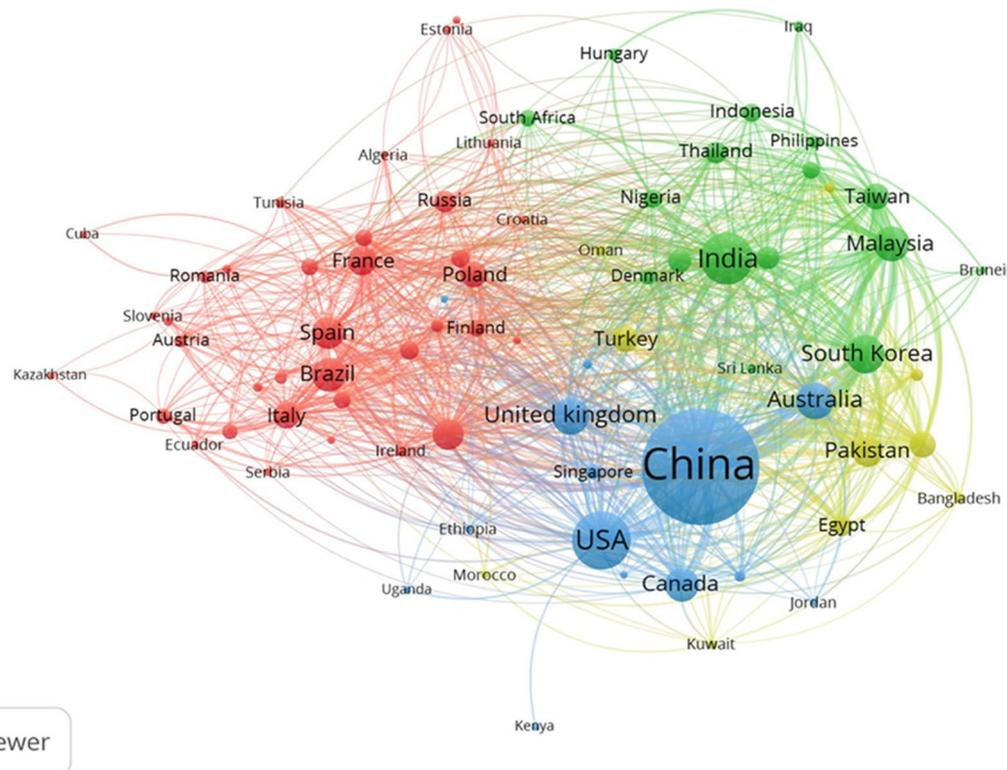 Estonia
Iraq
Hungary
South Africa
Indonesia
Lithuania
Philippines
Algeria
Thailand
Tunisia
Russia
Nigeria
Taiwan
Croatia
Cuba
Malaysia
Oman
France
India
Romania
Poland
Denmark
Brunei
Slovenia
Finland
Spain
Austria
Turkey
South Korea
Sri Lanka
Kazakhstan
Brazil
Australia
Portugal
Italy
United kingdom
Ecuador
Ireland
Pakistan
China
Serbia
Singapore
Bangladesh
Ethiopia
Egypt
USA
Morocco
Canada
Uganda
Jordan
Kuwait
Kenya
ewer